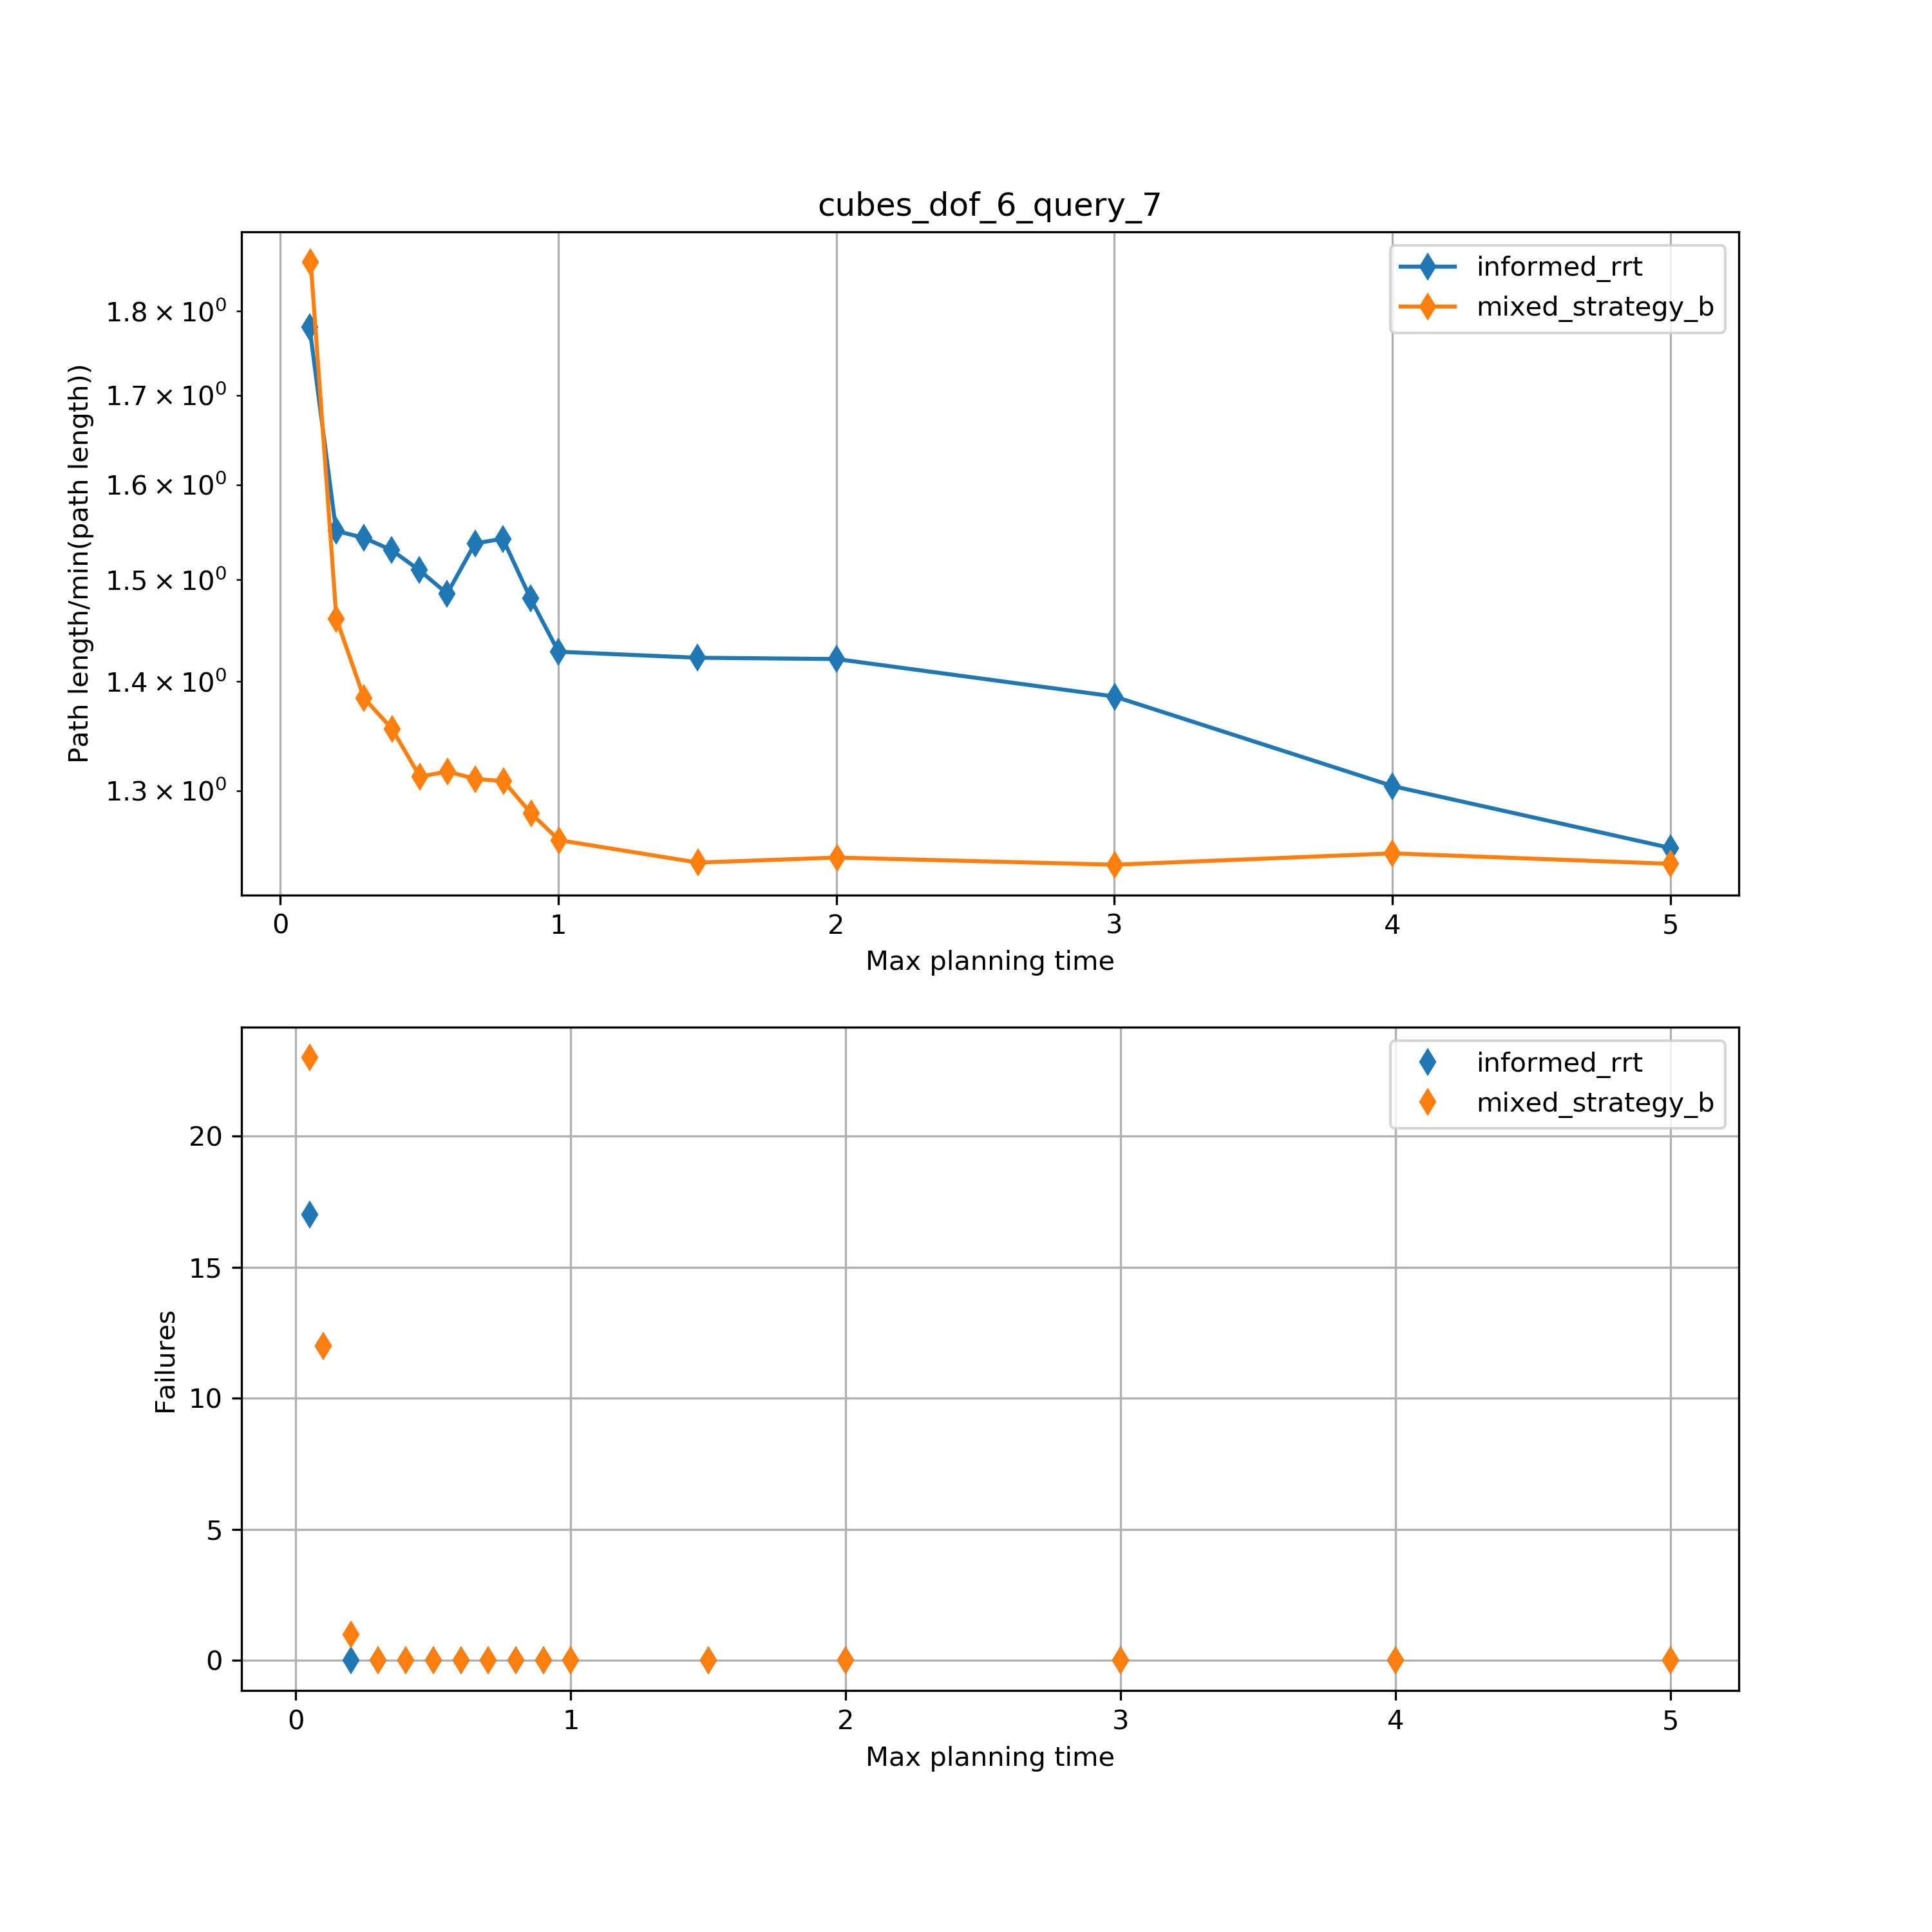 cubes_dof_6_query_7
informed_rrt
mixed_strategy_b
1.8 × 10⁰
1.7 × 10⁰
1.6 × 10⁰
1.5 × 10⁰
1.4 × 10⁰
1.3 × 10⁰
Path length/min(path length))
0 1 2 3 4 5
Max planning time
informed_rrt
mixed_strategy_b
20
15
10
5
0
Failures
0 1 2 3 4 5
Max planning time